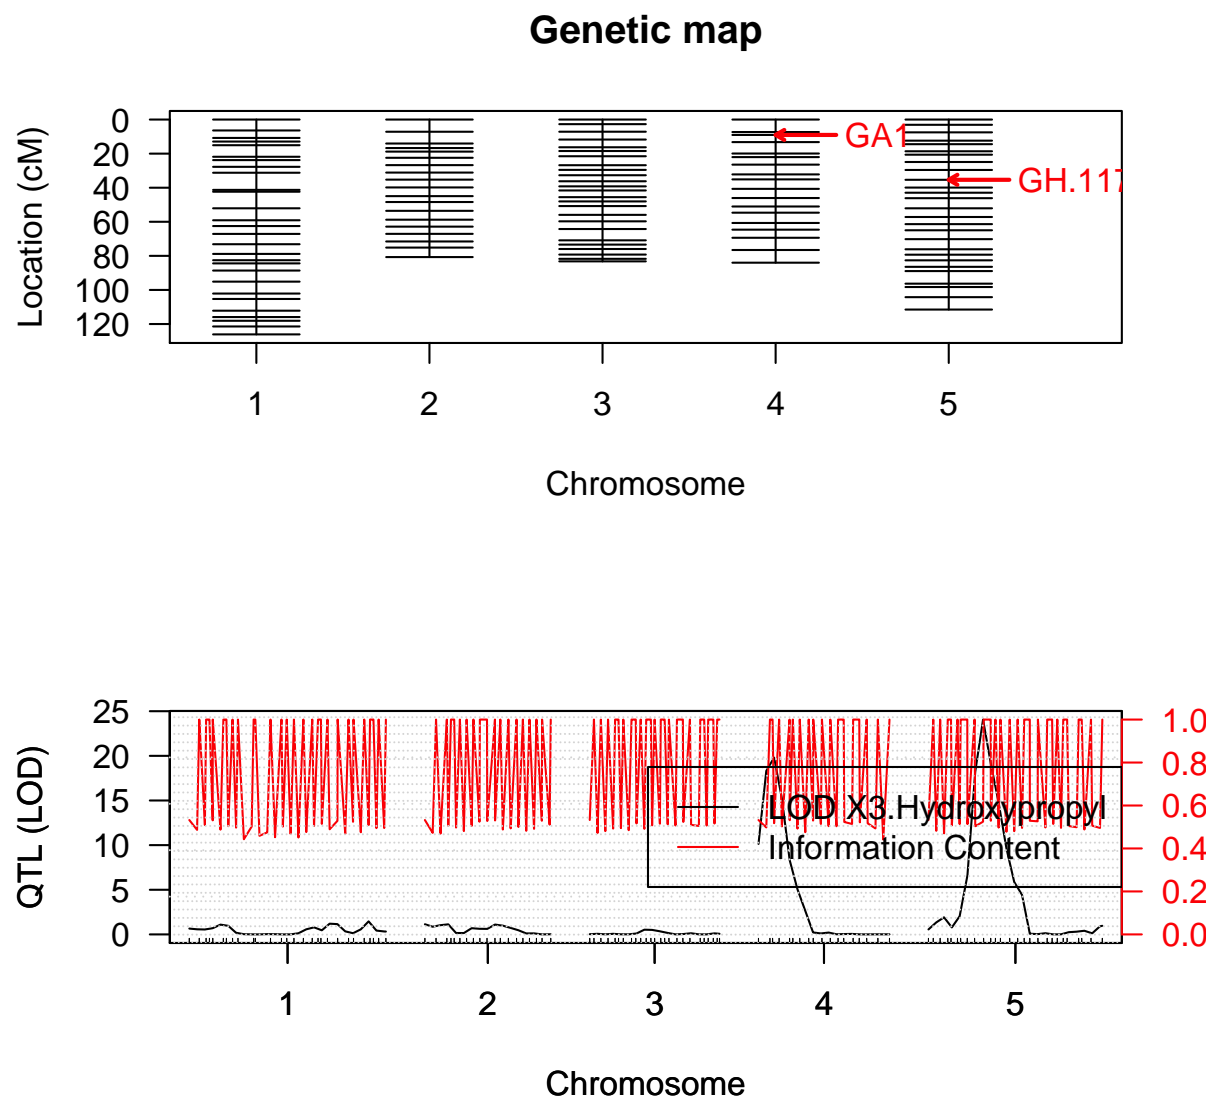 Genetic map
Location (cM)
0
20
40
60
80
100
120
GA1
GH.117
1 2 3 4 5
Chromosome
QTL (LOD)
25
20
15
10
5
0
1.0
0.8
0.6
0.4
0.2
0.0
LOD X3.Hydroxypropyl
Information Content
1 2 3 4 5
Chromosome